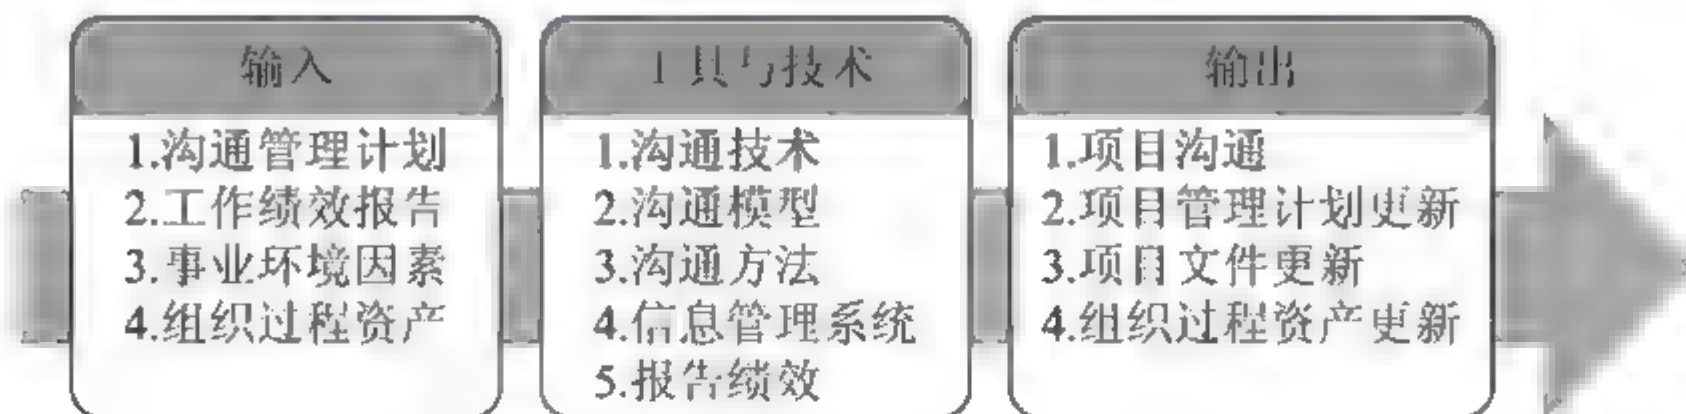 输入
1.沟通管理计划
2.工作绩效报告
3.事业环境因素
4.组织过程资产
工具与技术
1.沟通技术
2.沟通模型
3.沟通方法
4.信息管理系统
5.报告绩效
输出
1.项目沟通
2.项目管理计划更新
3.项目文件更新
4.组织过程资产更新